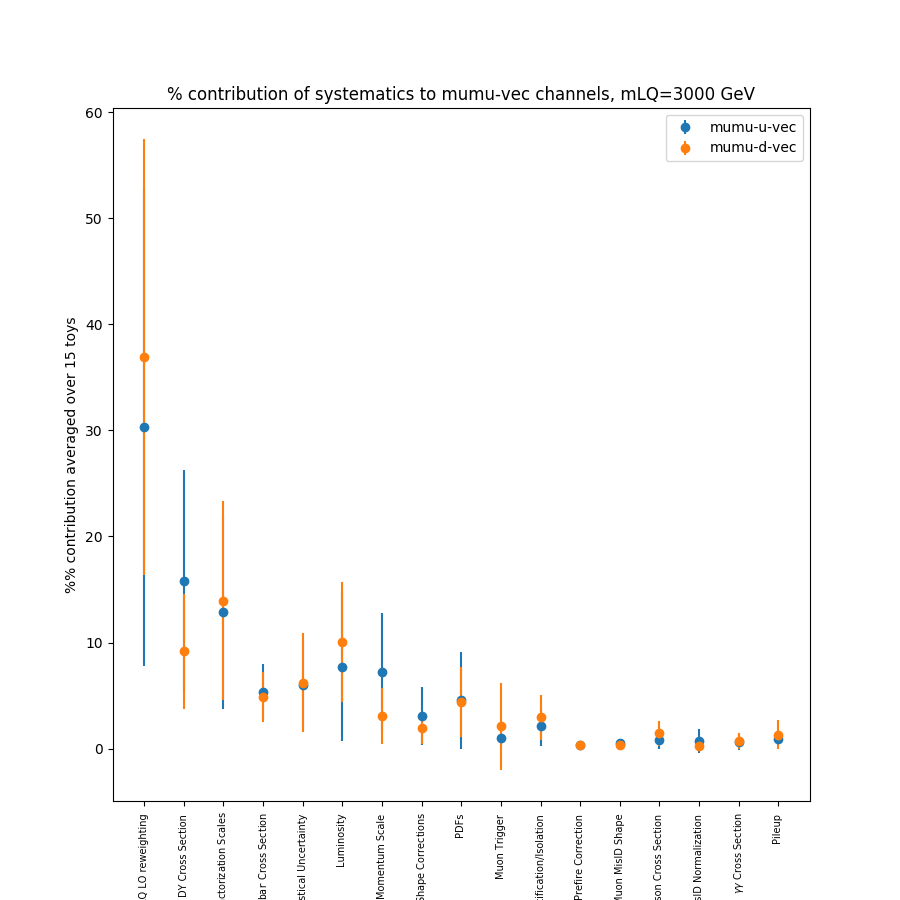 % contribution of systematics to mumu-vec channels, mLQ=3000 GeV
mumu-u-vec
mumu-d-vec
%% contribution averaged over 15 toys
60
50
40
30
20
10
0
Q LO reweighting
DY Cross Section
ctorization Scales
bar Cross Section
stical Uncertainty
Luminosity
Momentum Scale
Shape Corrections
PDFs
Muon Trigger
ification/Isolation
Prefire Correction
Muon MisID Shape
son Cross Section
sID Normalization
γγ Cross Section
Pileup